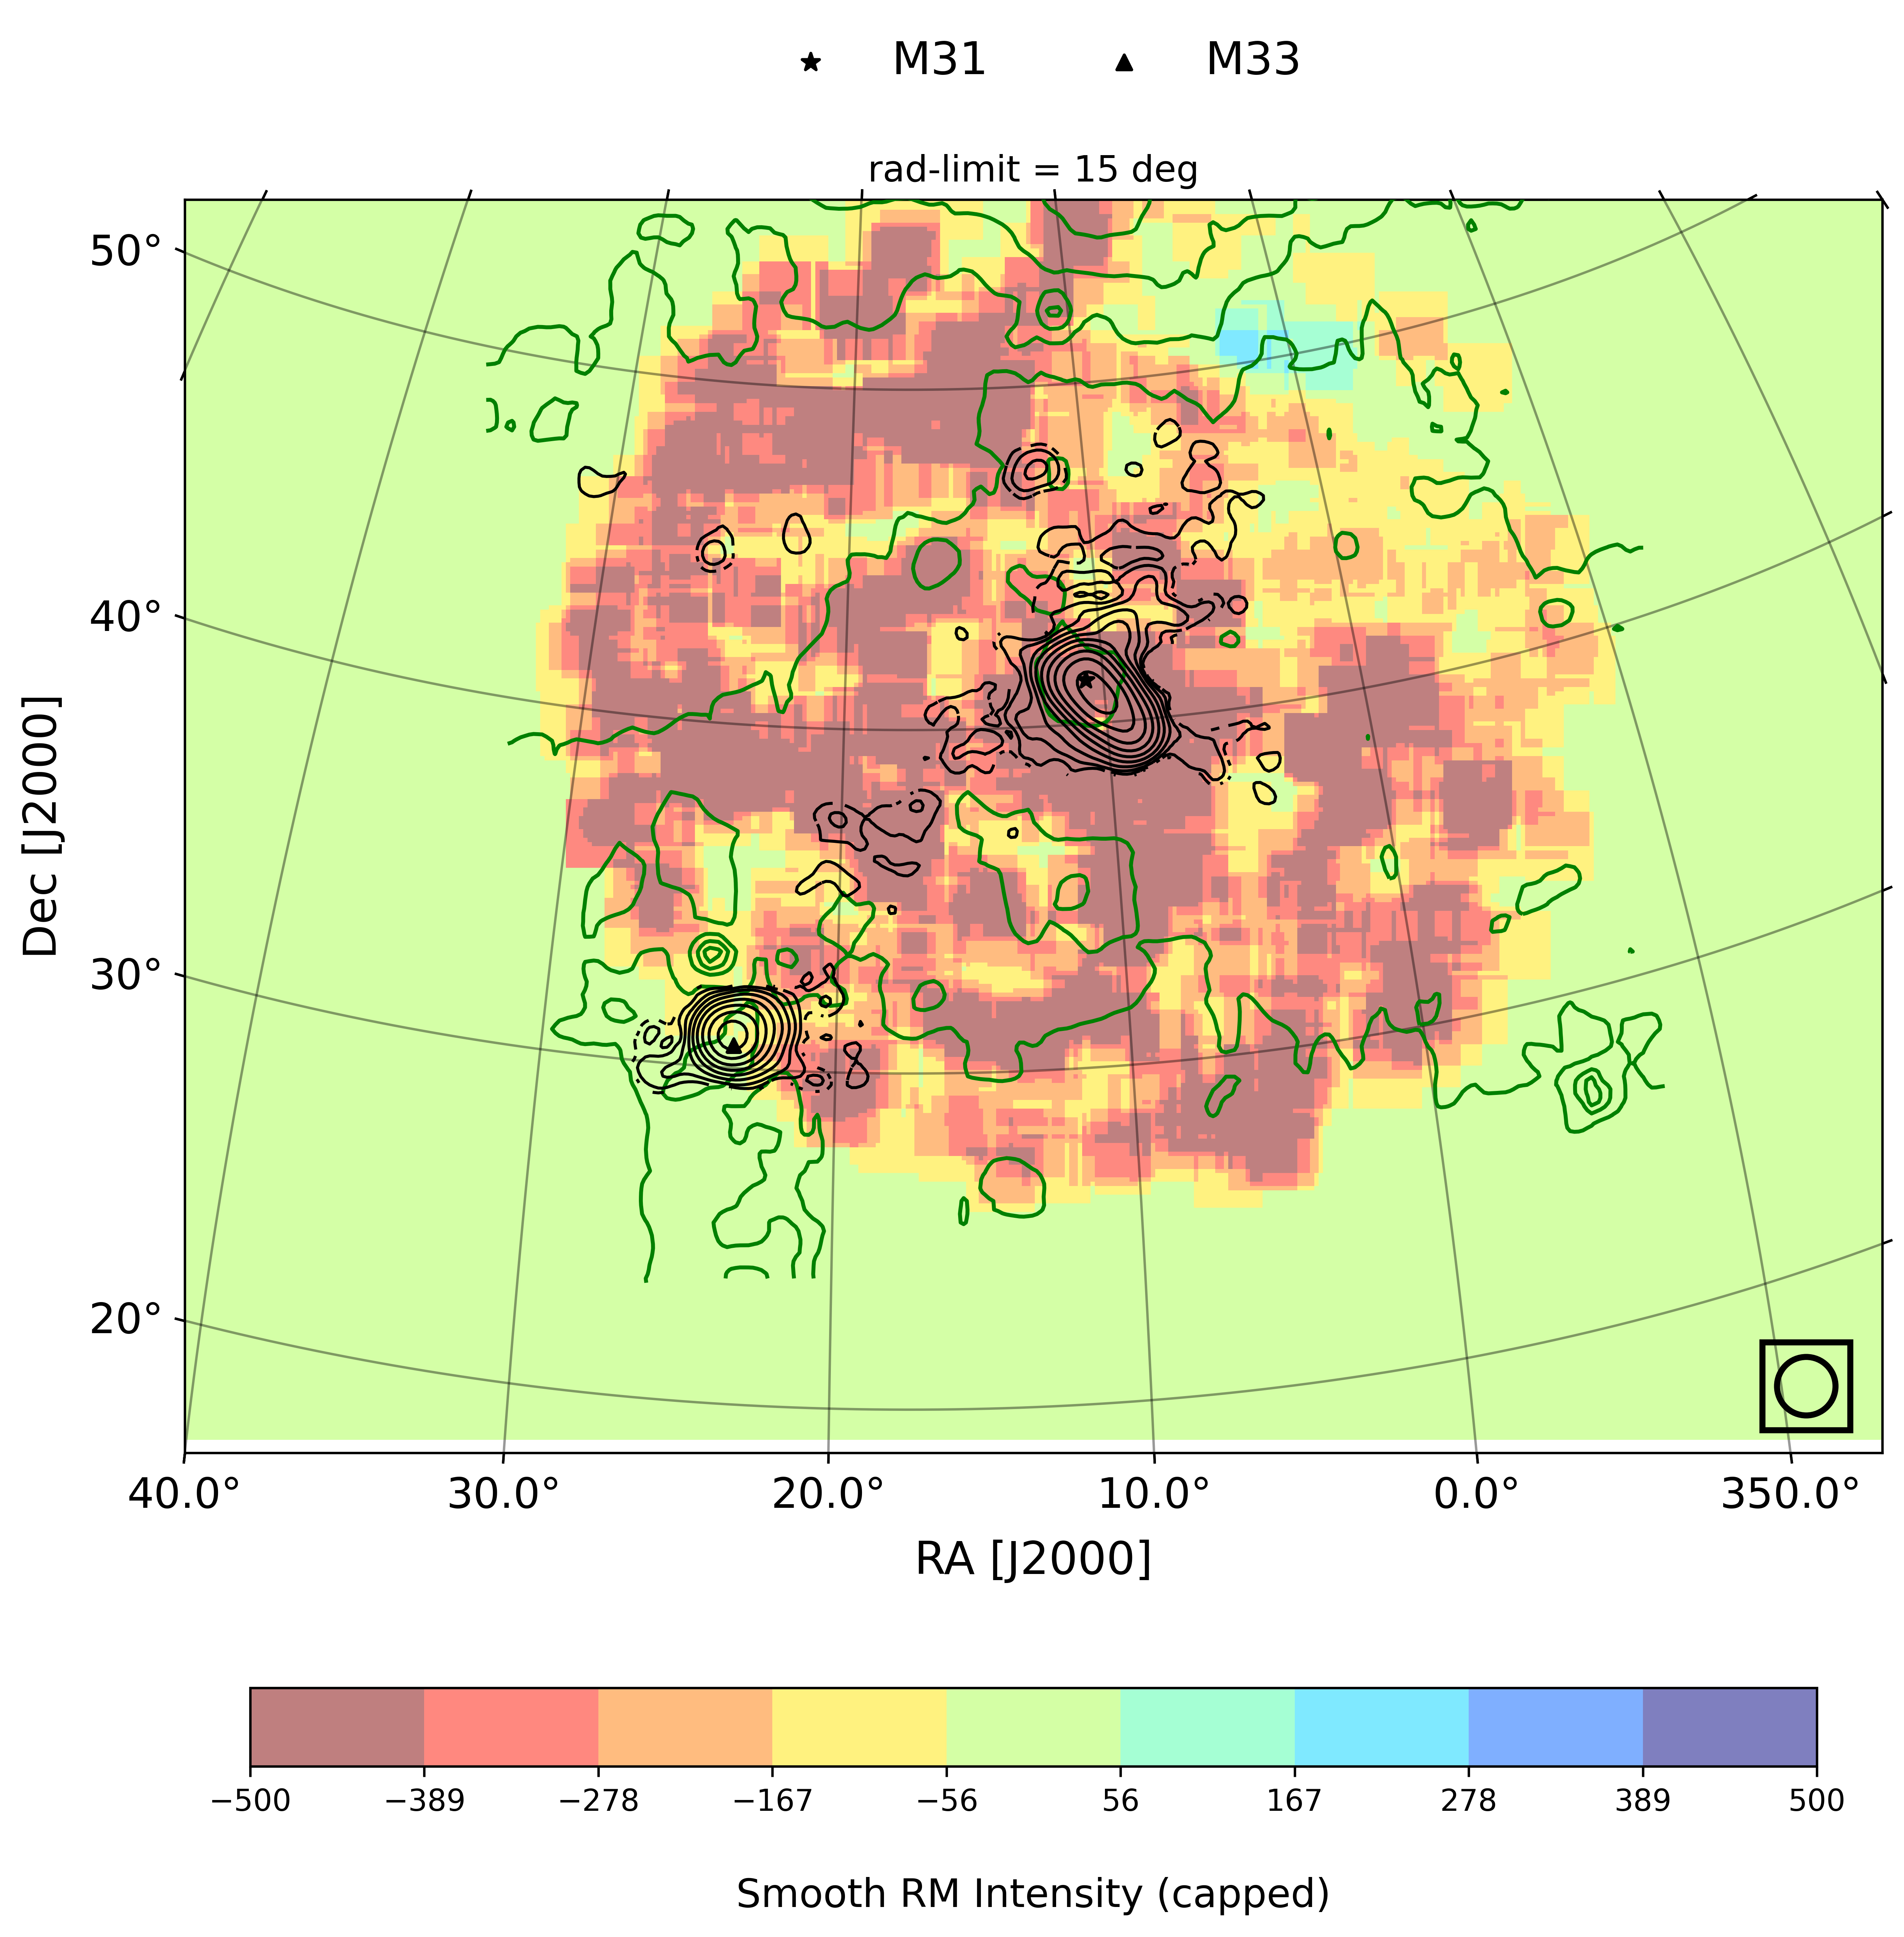 M31 M33
rad-limit = 15 deg
50°
40°
30°
20°
Dec [J2000]
40.0° 30.0° 20.0° 10.0° 0.0° 350.0°
RA [J2000]
−500 −389 −278 −167 −56 56 167 278 389 500
Smooth RM Intensity (capped)